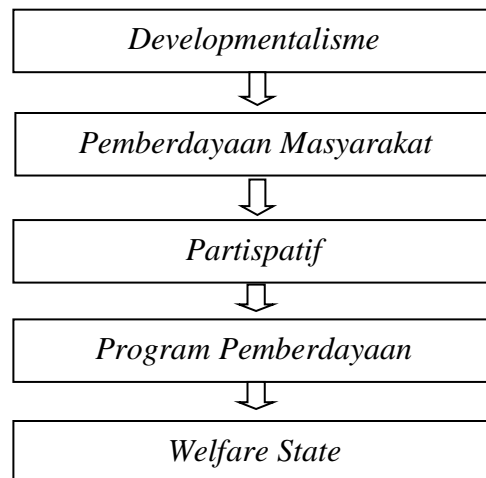 Developmentalisme
Pemberdayaan Masyarakat
Partispatif
Program Pemberdayaan
Welfare State